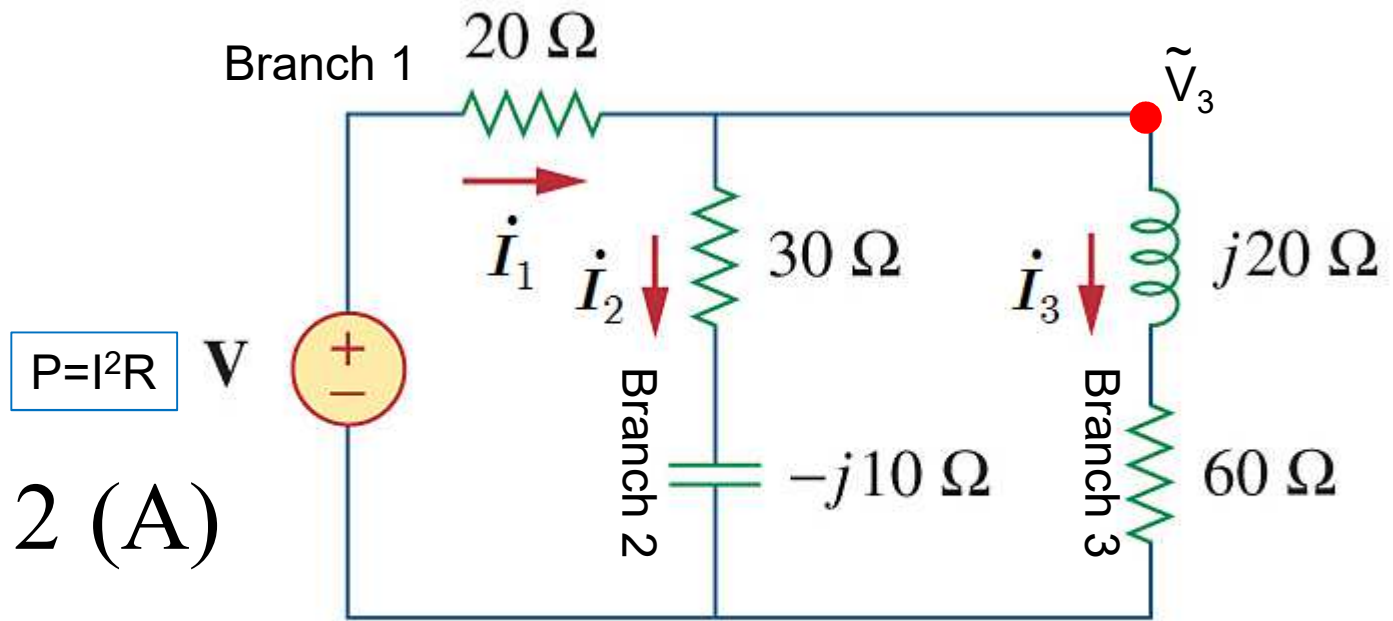 20 Ω
Branch 1
Ṽ₃
İ₁
İ₂
30 Ω
İ₃
j20 Ω
P=I²R
V
+
−
Branch 2
−j10 Ω
Branch 3
60 Ω
2 (A)